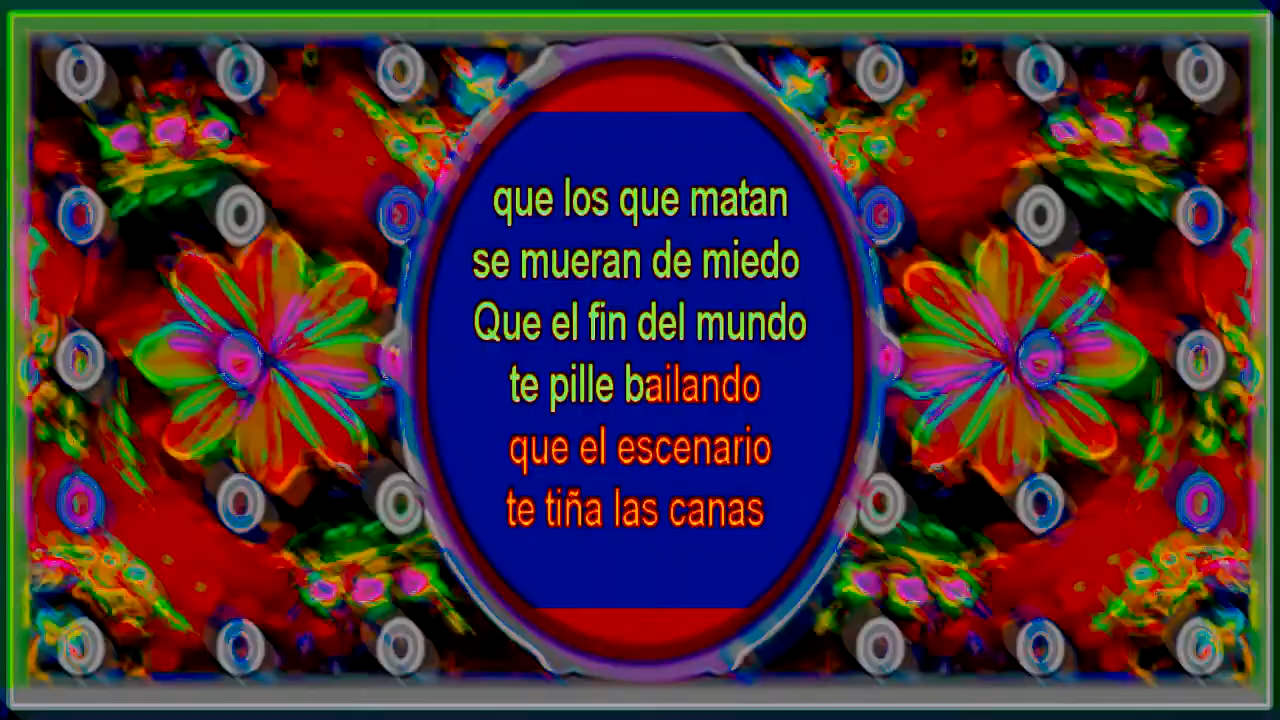 que los que matan
se mueran de miedo
Que el fin del mundo
te pille bailando
que el escenario
te tiña las canas